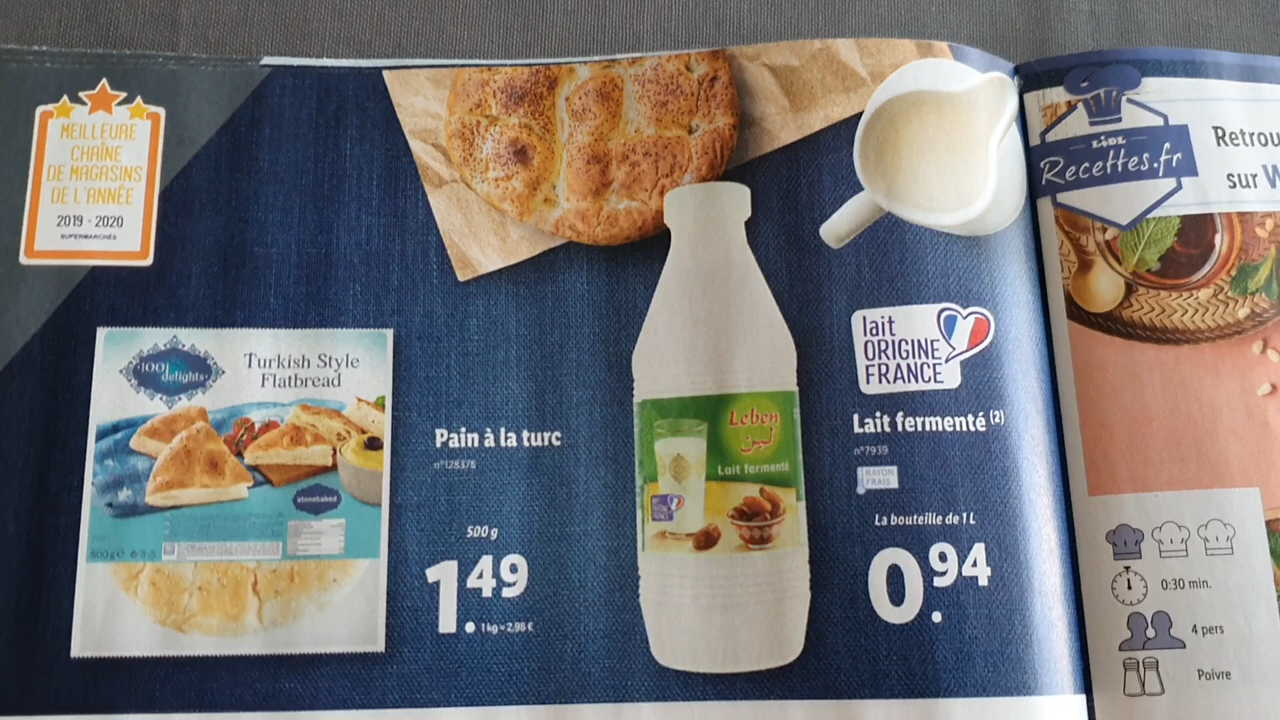 MEILLEURE
CHAÎNE
DE MAGASINS
DE L'ANNÉE
2019 - 2020
SUPERMARCHÉS
1001
delights
Turkish Style
Flatbread
stonebaked
500g e
Pain à la turc
n°128376
500 g
1.49
1 kg = 2,98 €
Leben
لبن
Lait fermenté
lait
ORIGINE
FRANCE
Lait fermenté (2)
n°7939
RAYON
FRAIS
La bouteille de 1 L
0.94
LIDL
Recettes.fr
Retrou
sur W
0:30 min.
4 pers
Poivre